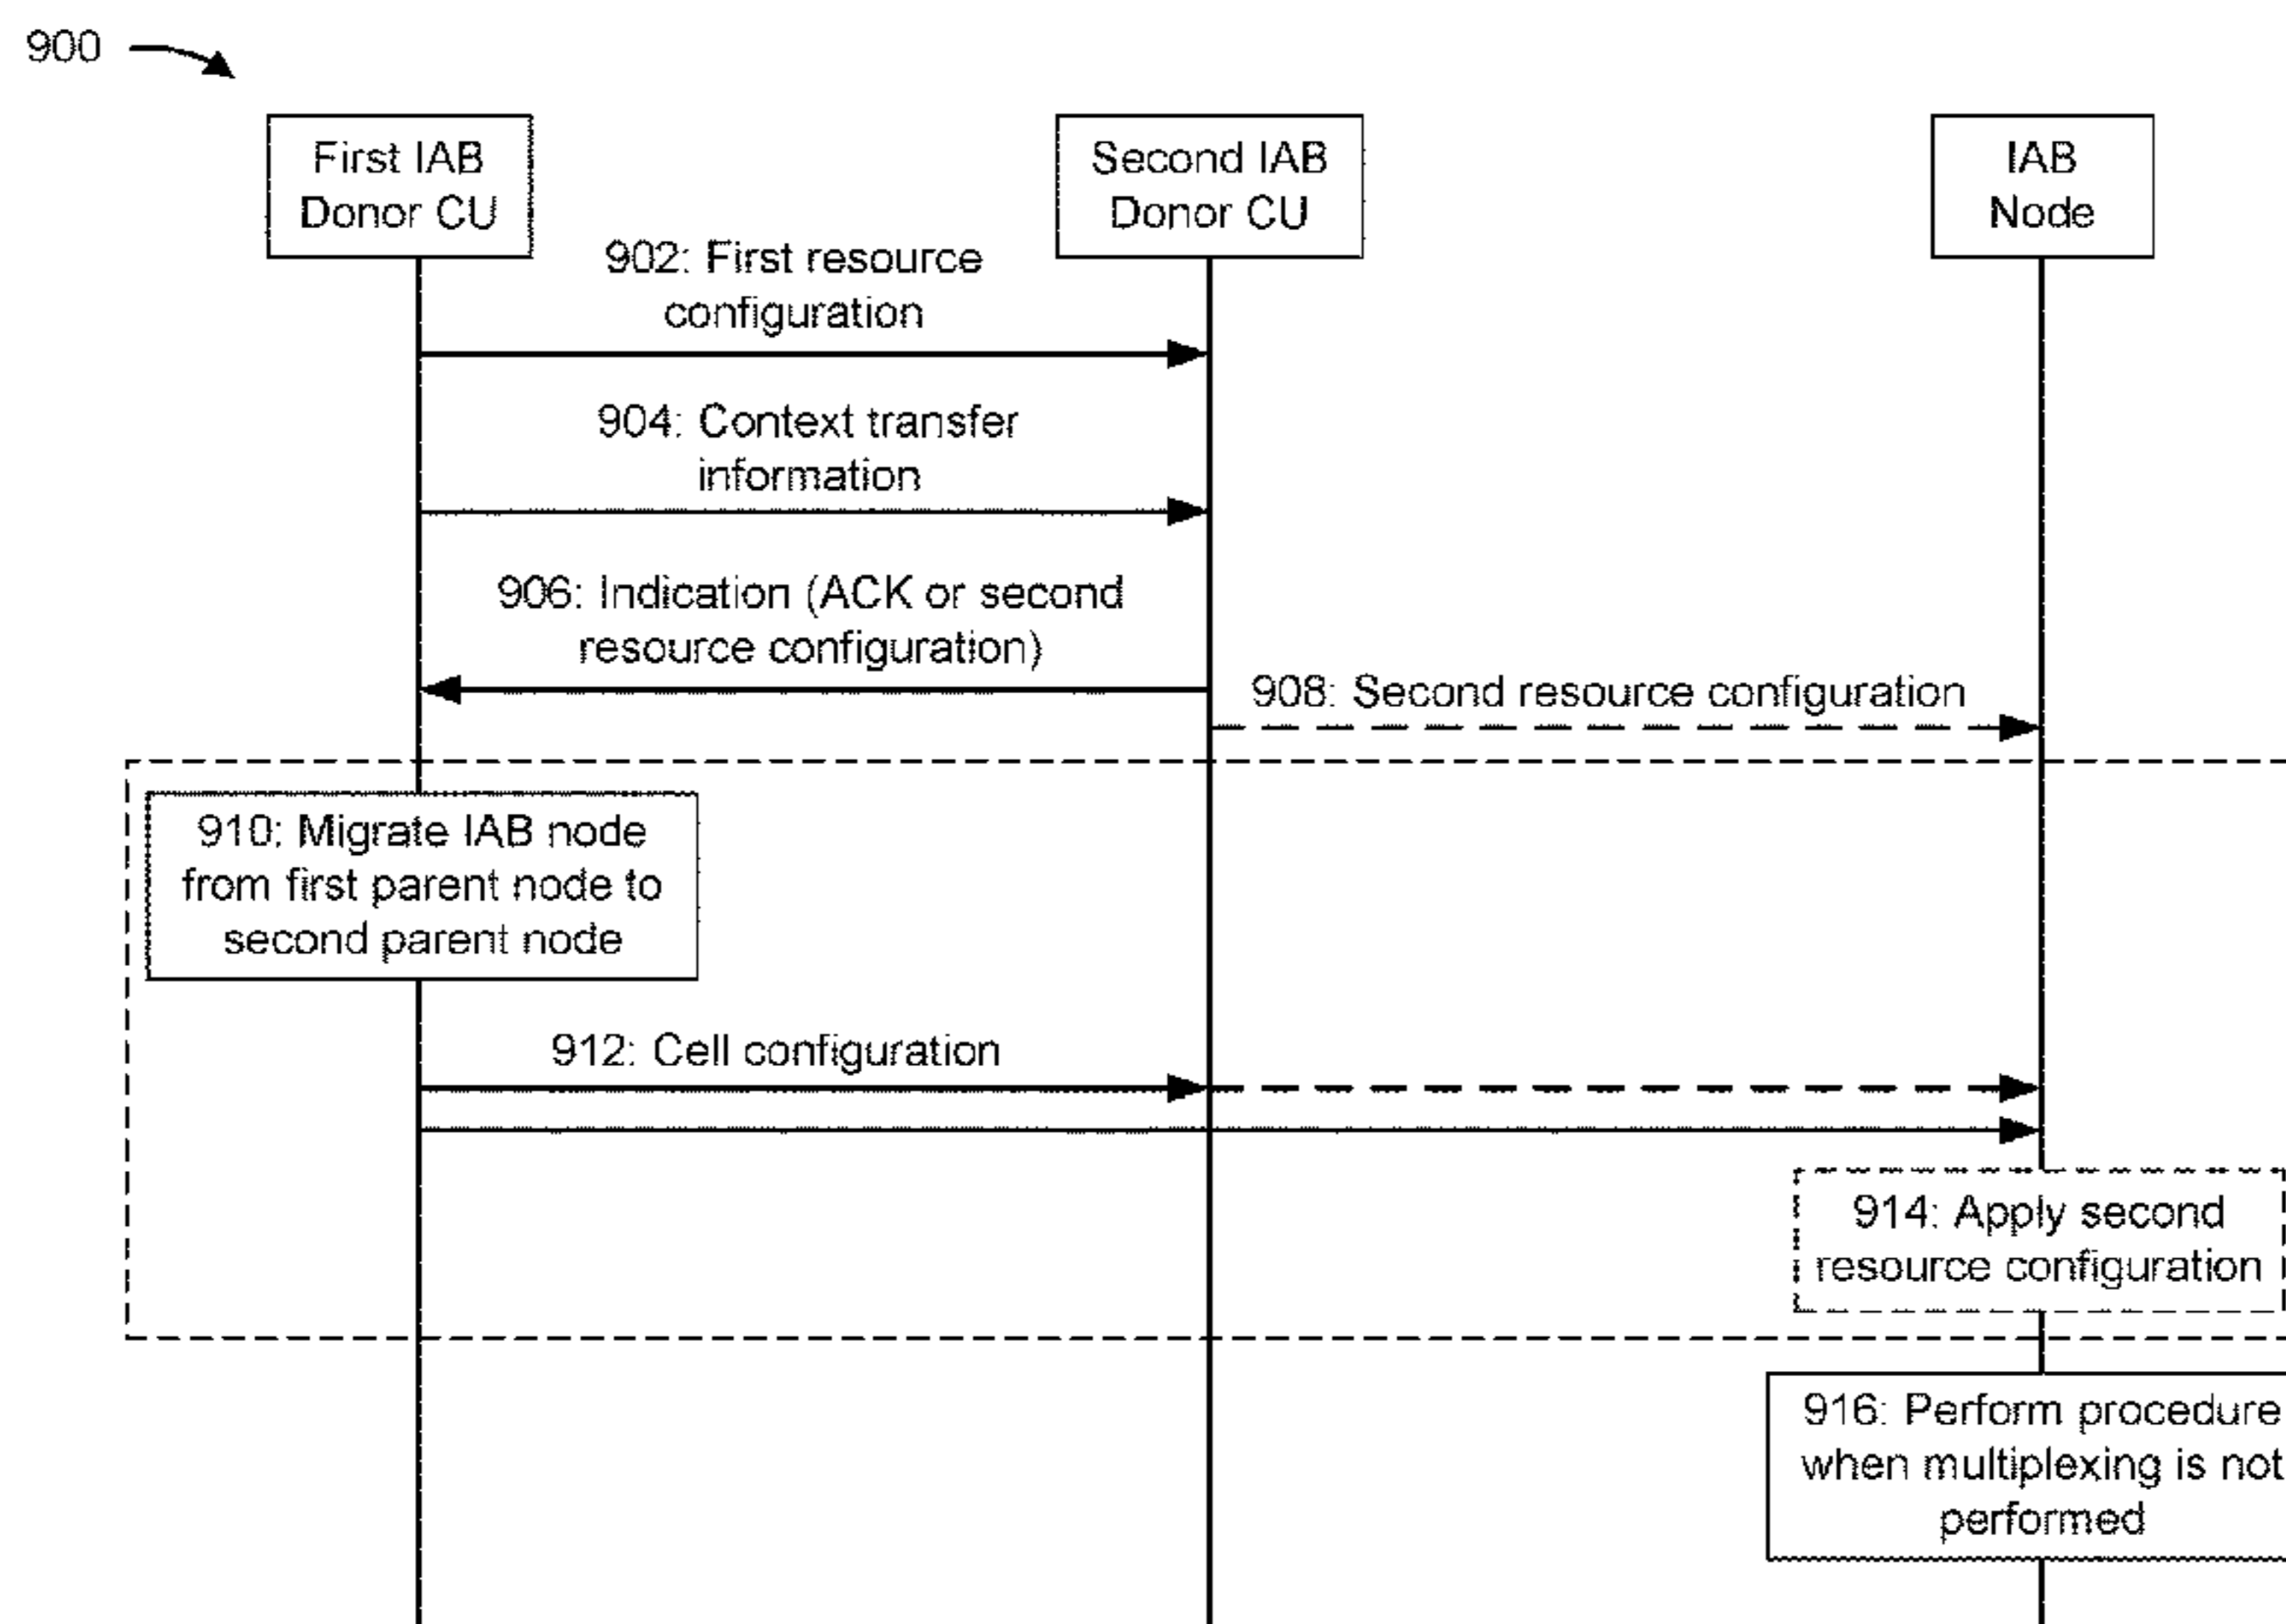 900
First IAB
Donor CU
Second IAB
Donor CU
IAB
Node
902: First resource
configuration
904: Context transfer
information
906: Indication (ACK or second
resource configuration)
908: Second resource configuration
910: Migrate IAB node
from first parent node to
second parent node
912: Cell configuration
914: Apply second
resource configuration
916: Perform procedure
when multiplexing is not
performed